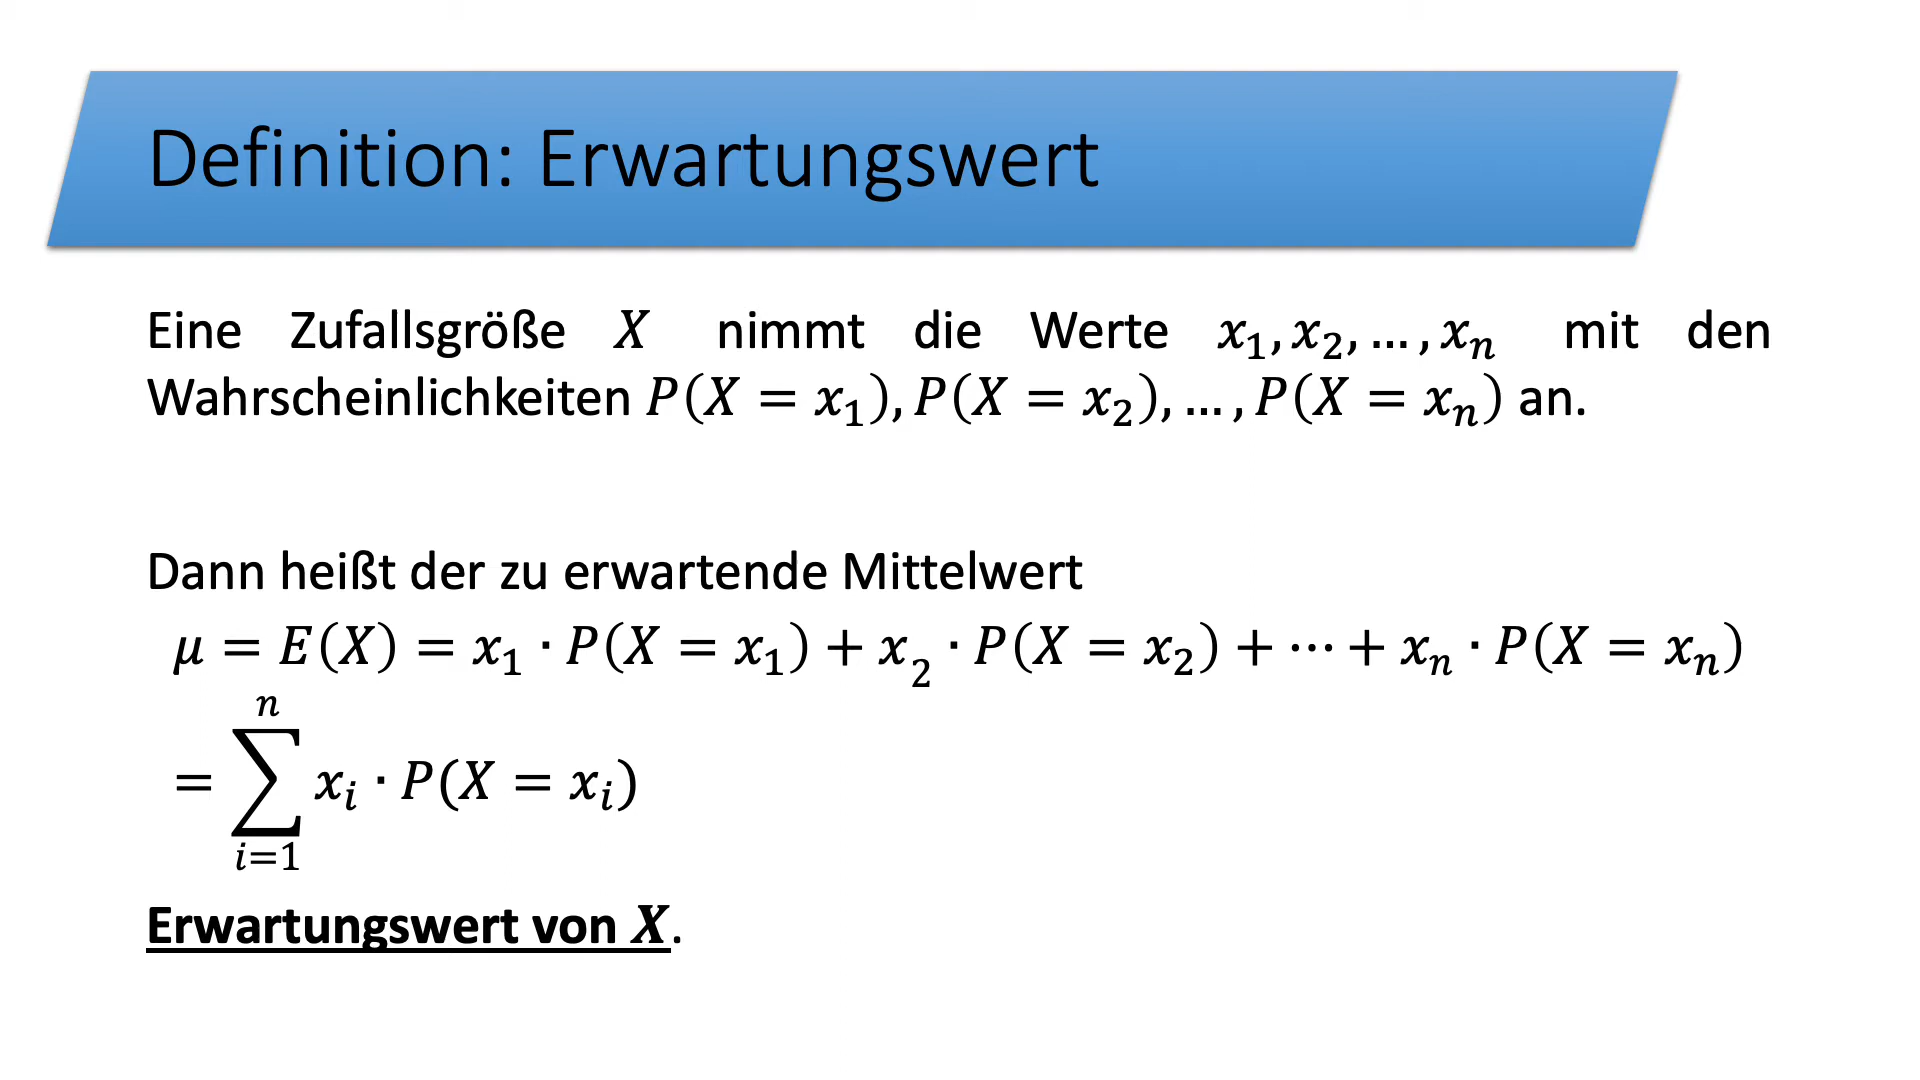 Definition: Erwartungswert
Eine Zufallsgröße X nimmt die Werte x₁, x₂, … , xₙ mit den
Wahrscheinlichkeiten P(X = x₁), P(X = x₂), … , P(X = xₙ) an.
Dann heißt der zu erwartende Mittelwert
μ = E(X) = x₁ · P(X = x₁) + x₂ · P(X = x₂) + ⋯ + xₙ · P(X = xₙ)
= ∑ᵢ₌₁ⁿ xᵢ · P(X = xᵢ)
Erwartungswert von X.